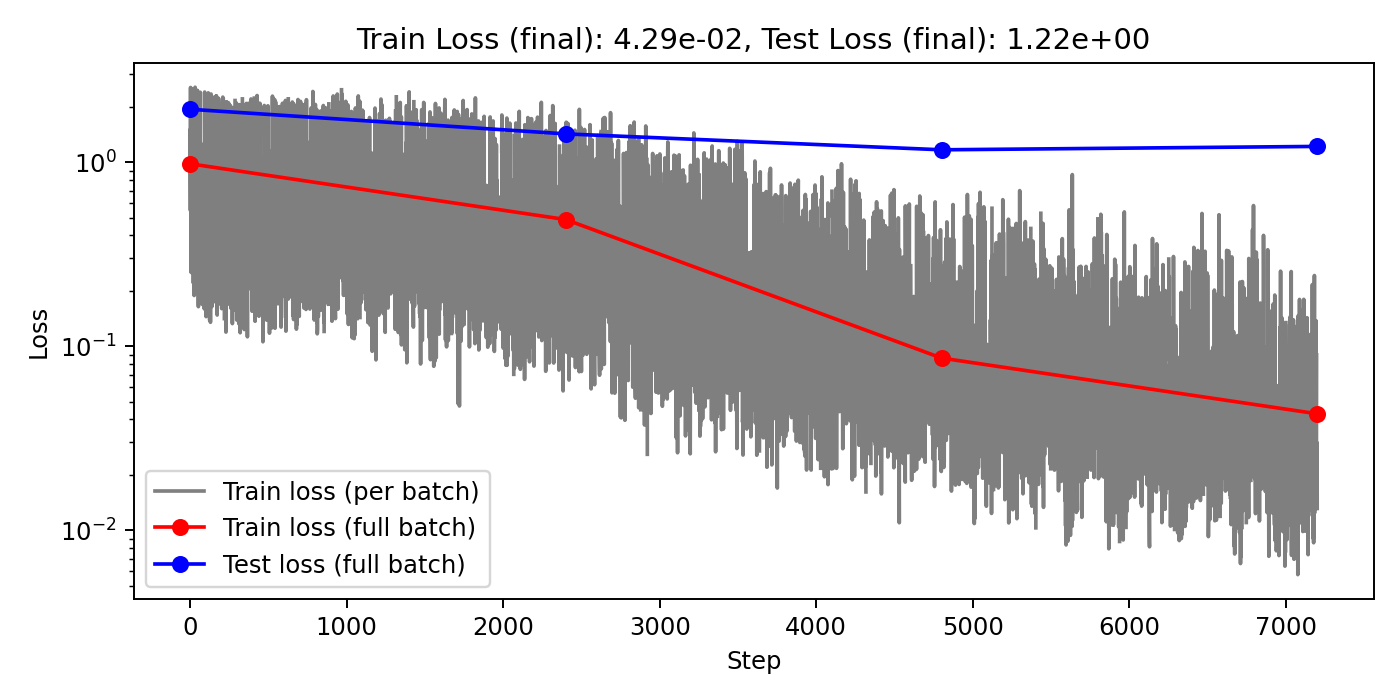 Train Loss (final): 4.29e-02, Test Loss (final): 1.22e+00
Loss
10⁰
10⁻¹
10⁻²
Train loss (per batch)
Train loss (full batch)
Test loss (full batch)
0 1000 2000 3000 4000 5000 6000 7000
Step